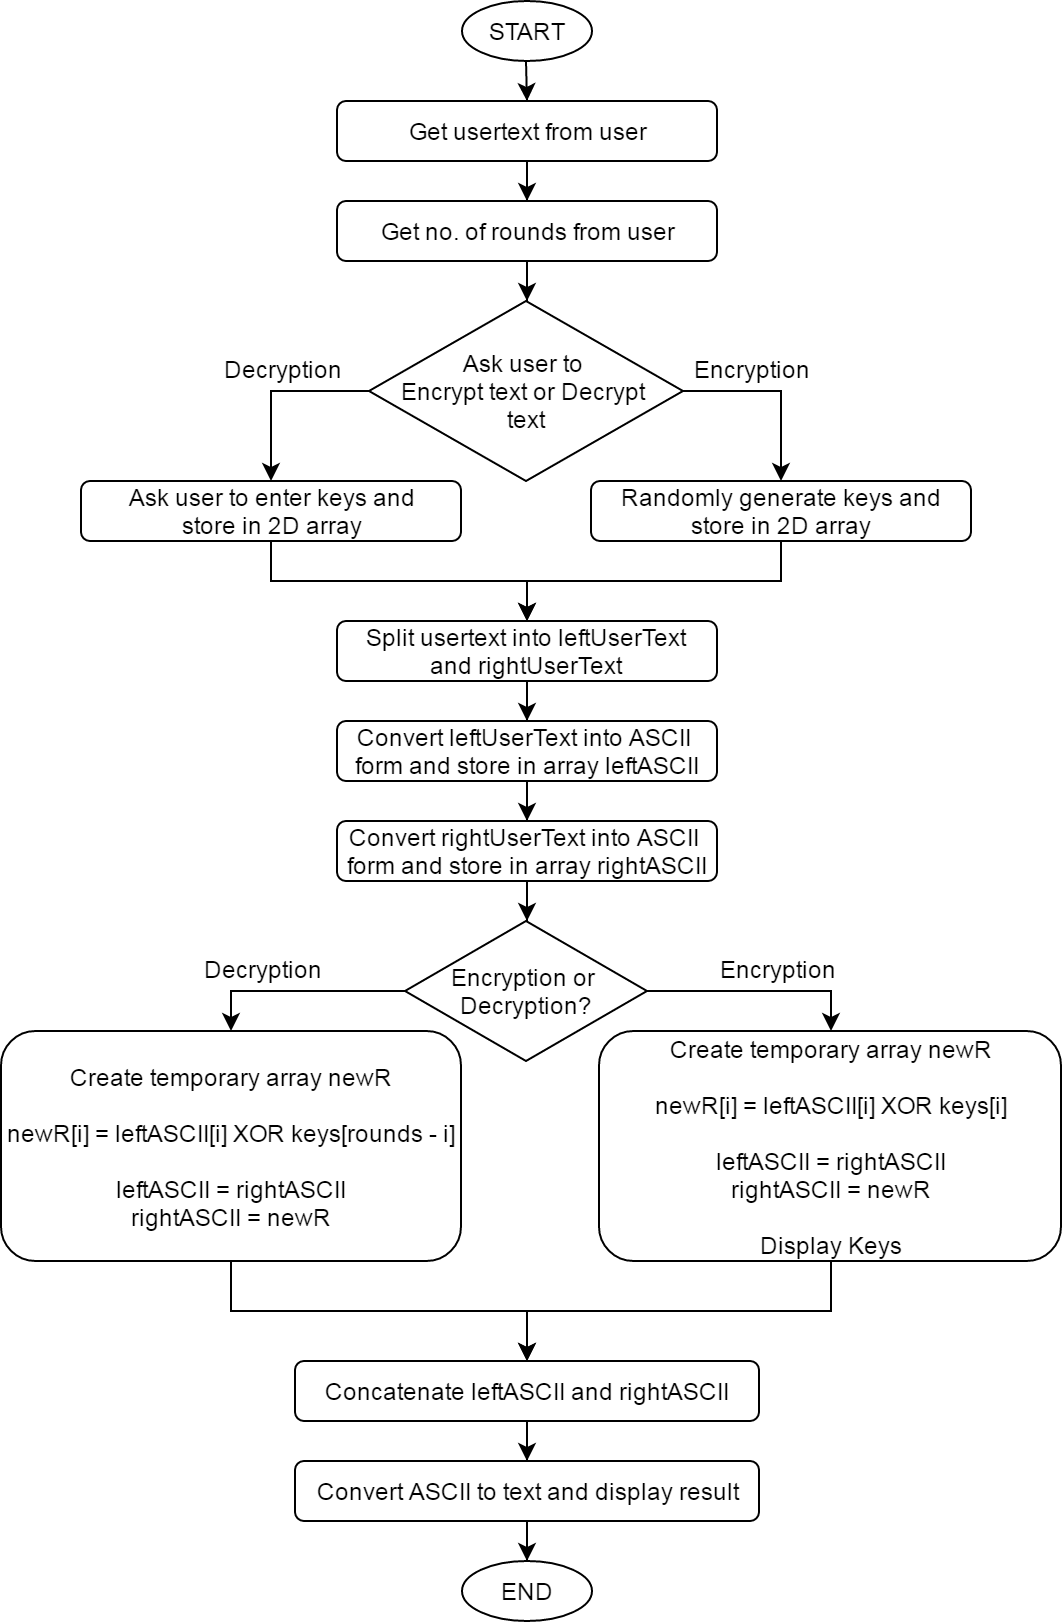 START
Get usertext from user
Get no. of rounds from user
Ask user to
Encrypt text or Decrypt
text
Decryption
Encryption
Ask user to enter keys and
store in 2D array
Randomly generate keys and
store in 2D array
Split usertext into leftUserText
and rightUserText
Convert leftUserText into ASCII
form and store in array leftASCII
Convert rightUserText into ASCII
form and store in array rightASCII
Encryption or
Decryption?
Decryption
Encryption
Create temporary array newR
newR[i] = leftASCII[i] XOR keys[rounds - i]
leftASCII = rightASCII
rightASCII = newR
Create temporary array newR
newR[i] = leftASCII[i] XOR keys[i]
leftASCII = rightASCII
rightASCII = newR
Display Keys
Concatenate leftASCII and rightASCII
Convert ASCII to text and display result
END